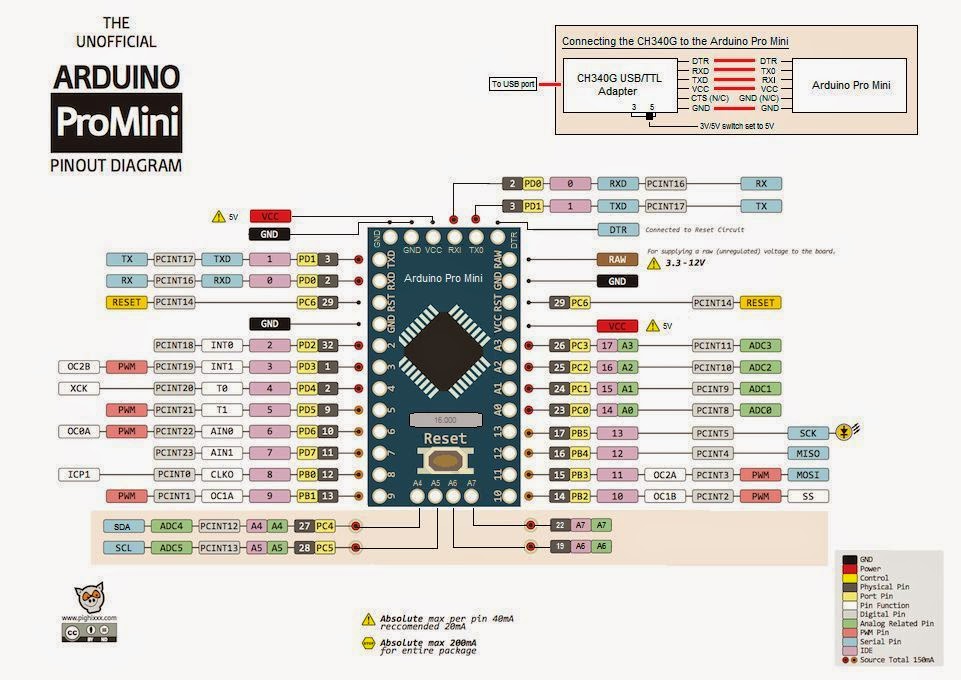 THE
UNOFFICIAL
ARDUINO
ProMini
PINOUT DIAGRAM
Connecting the CH340G to the Arduino Pro Mini
To USB port
CH340G USB/TTL
Adapter
3 5
DTR DTR
RXD TX0
TXD RXI
VCC VCC
CTS (N/C) GND (N/C)
GND GND
Arduino Pro Mini
3V/5V switch set to 5V
2 PD0 0 RXD PCINT16 RX
3 PD1 1 TXD PCINT17 TX
DTR Connected to Reset Circuit
5V VCC
GND
GND GND VCC RXI TX0 DTR
For supplying a raw (unregulated) voltage to the board.
TX PCINT17 TXD 1 PD1 3 TXD RAW RAW 3.3 - 12V
Arduino Pro Mini
RX PCINT16 RXD 0 PD0 2 RXD GND GND
RESET PCINT14 PC6 29 RST RST 29 PC6 PCINT14 RESET
GND GND VCC VCC 5V
PCINT18 INT0 2 PD2 32 2 A3 26 PC3 17 A3 PCINT11 ADC3
OC2B PWM PCINT19 INT1 3 PD3 1 3 A2 25 PC2 16 A2 PCINT10 ADC2
XCK PCINT20 T0 4 PD4 2 4 A1 24 PC1 15 A1 PCINT9 ADC1
PWM PCINT21 T1 5 PD5 9 5 A0 23 PC0 14 A0 PCINT8 ADC0
16.000
OC0A PWM PCINT22 AIN0 6 PD6 10 6 13 17 PB5 13 PCINT5 SCK
Reset
PCINT23 AIN1 7 PD7 11 7 12 16 PB4 12 PCINT4 MISO
ICP1 PCINT0 CLKO 8 PB0 12 8 11 15 PB3 11 OC2A PCINT3 PWM MOSI
A4 A5 A6 A7
PWM PCINT1 OC1A 9 PB1 13 9 10 14 PB2 10 OC1B PCINT2 PWM SS
SDA ADC4 PCINT12 A4 A4 27 PC4 22 A7 A7
SCL ADC5 PCINT13 A5 A5 28 PC5 19 A6 A6
www.pighixxx.com
cc BY ND
Absolute max per pin 40mA
reccomended 20mA
Absolute max 200mA
for entire package
GND
Power
Control
Physical Pin
Port Pin
Pin Function
Digital Pin
Analog Related Pin
PWM Pin
Serial Pin
IDE
Source Total 150mA